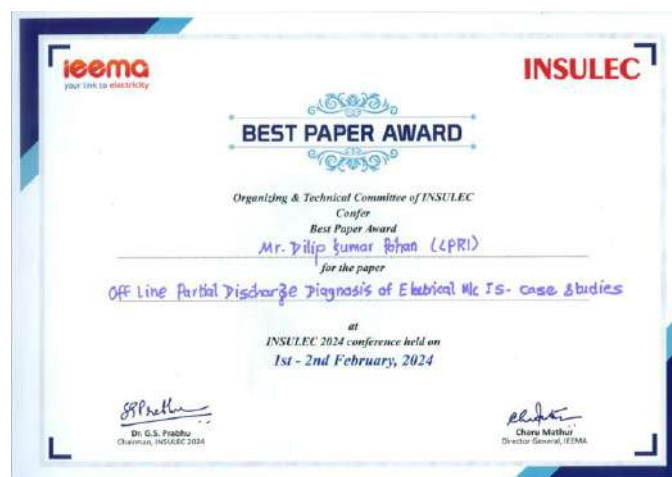 ieema
your link to electricity
INSULEC
BEST PAPER AWARD
Organizing & Technical Committee of INSULEC
Confer
Best Paper Award
Mr. Dilip Kumar (CPRI)
for the paper
Off Line Partial Discharge Diagnosis of Electrical M/c - Case Studies
at
INSULEC 2024 conference held on
1st - 2nd February, 2024
Dr. G.S. Prabhu
Chairman, INSULEC 2024
Charu Mathur
Director General, IEEMA